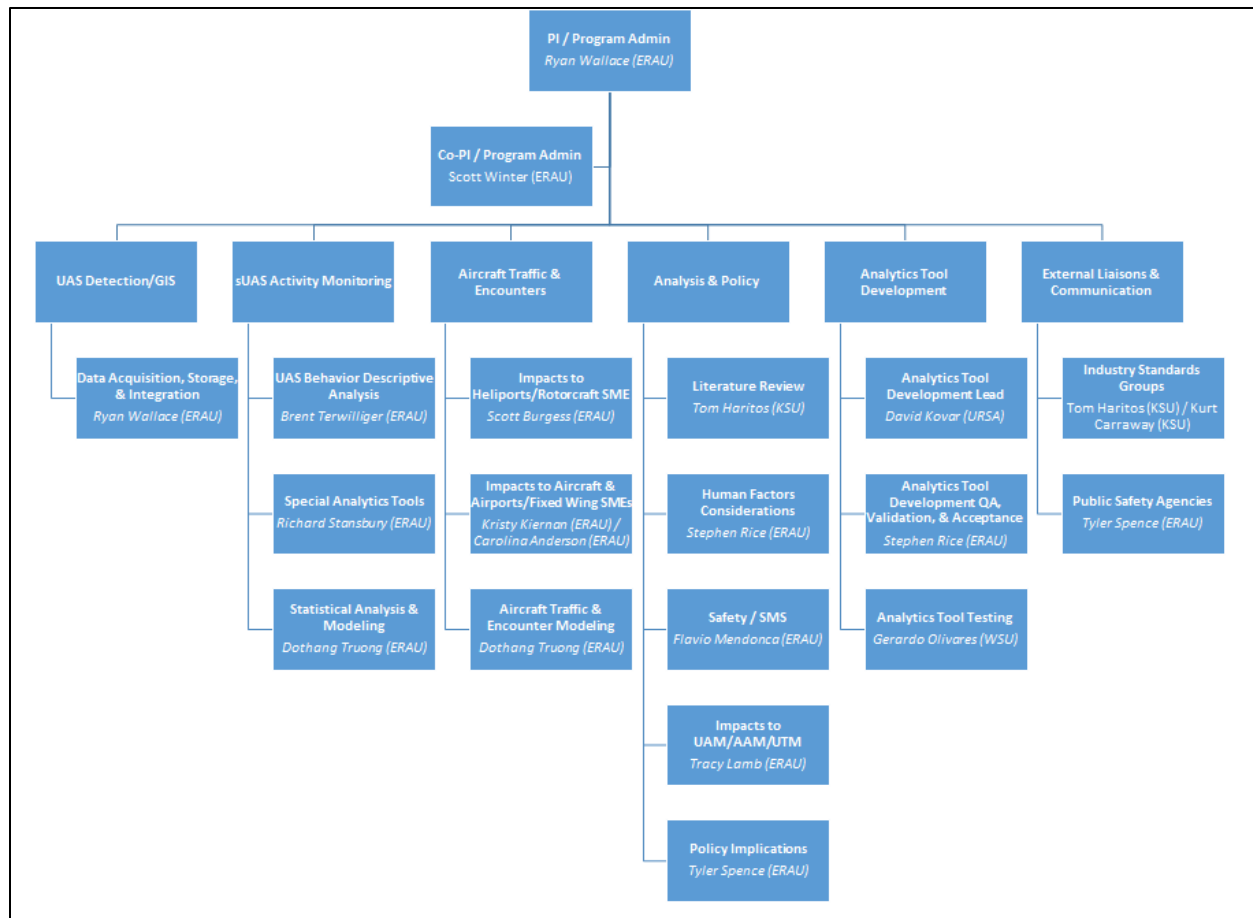 PI / Program Admin
Ryan Wallace (ERAU)
Co-PI / Program Admin
Scott Winter (ERAU)
UAS Detection/GIS
Data Acquisition, Storage,
& Integration
Ryan Wallace (ERAU)
sUAS Activity Monitoring
UAS Behavior Descriptive
Analysis
Brent Terwilliger (ERAU)
Special Analytics Tools
Richard Stansbury (ERAU)
Statistical Analysis &
Modeling
Dothang Truong (ERAU)
Aircraft Traffic &
Encounters
Impacts to
Heliports/Rotorcraft SME
Scott Burgess (ERAU)
Impacts to Aircraft &
Airports/Fixed Wing SMEs
Kristy Kiernan (ERAU) /
Carolina Anderson (ERAU)
Aircraft Traffic &
Encounter Modeling
Dothang Truong (ERAU)
Analysis & Policy
Literature Review
Tom Haritos (KSU)
Human Factors
Considerations
Stephen Rice (ERAU)
Safety / SMS
Flavio Mendonca (ERAU)
Impacts to
UAM/AAM/UTM
Tracy Lamb (ERAU)
Policy Implications
Tyler Spence (ERAU)
Analytics Tool
Development
Analytics Tool
Development Lead
David Kovar (URSA)
Analytics Tool
Development QA,
Validation, & Acceptance
Stephen Rice (ERAU)
Analytics Tool Testing
Gerardo Olivares (WSU)
External Liaisons &
Communication
Industry Standards
Groups
Tom Haritos (KSU) / Kurt
Carraway (KSU)
Public Safety Agencies
Tyler Spence (ERAU)